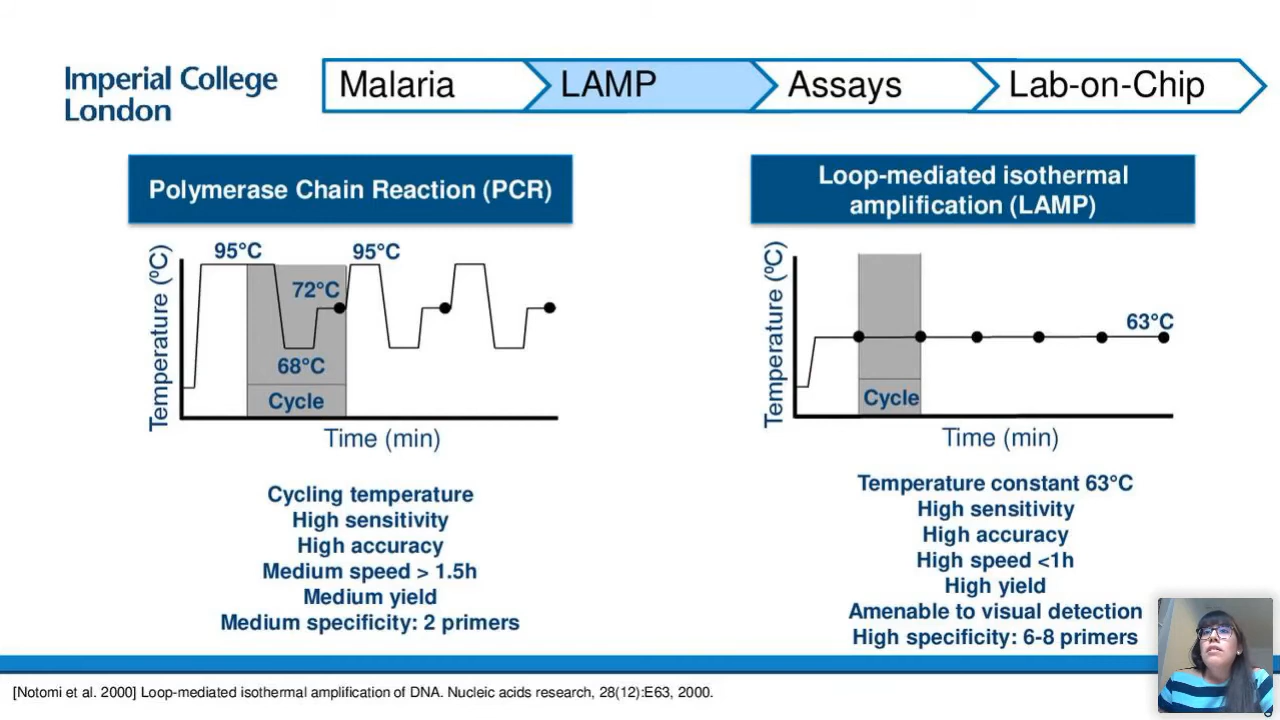 Imperial College
London
Malaria
LAMP
Assays
Lab-on-Chip
Polymerase Chain Reaction (PCR)
95°C
95°C
72°C
68°C
Cycle
Temperature (ºC)
Time (min)
Cycling temperature
High sensitivity
High accuracy
Medium speed > 1.5h
Medium yield
Medium specificity: 2 primers
Loop-mediated isothermal
amplification (LAMP)
63°C
Cycle
Temperature (ºC)
Time (min)
Temperature constant 63°C
High sensitivity
High accuracy
High speed <1h
High yield
Amenable to visual detection
High specificity: 6-8 primers
[Notomi et al. 2000] Loop-mediated isothermal amplification of DNA. Nucleic acids research, 28(12):E63, 2000.